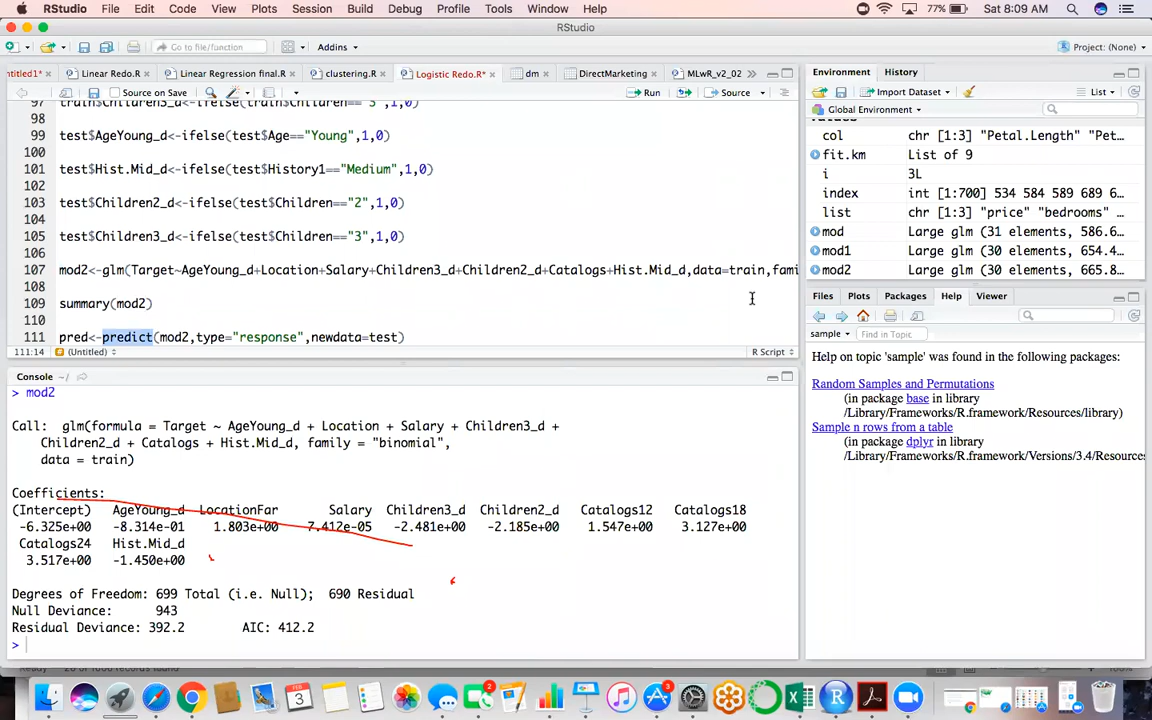 RStudio File Edit Code View Plots Session Build Debug Profile Tools Window Help 77% Sat 8:09 AM
RStudio
Go to file/function Addins Project: (None)
ntitled1* Linear Redo.R Linear Regression final.R clustering.R Logistic Redo.R* dm DirectMarketing MLwR_v2_02
Source on Save Run Source
97 train$Children3_d<-ifelse(train$Children=="3",1,0)
98
99 test$AgeYoung_d<-ifelse(test$Age=="Young",1,0)
100
101 test$Hist.Mid_d<-ifelse(test$History1=="Medium",1,0)
102
103 test$Children2_d<-ifelse(test$Children=="2",1,0)
104
105 test$Children3_d<-ifelse(test$Children=="3",1,0)
106
107 mod2<-glm(Target~AgeYoung_d+Location+Salary+Children3_d+Children2_d+Catalogs+Hist.Mid_d,data=train,fami
108
109 summary(mod2)
110
111 pred<-predict(mod2,type="response",newdata=test)
111:14 (Untitled) R Script
Console ~/
> mod2
Call: glm(formula = Target ~ AgeYoung_d + Location + Salary + Children3_d +
Children2_d + Catalogs + Hist.Mid_d, family = "binomial",
data = train)
Coefficients:
(Intercept) AgeYoung_d LocationFar Salary Children3_d Children2_d Catalogs12 Catalogs18
-6.325e+00 -8.314e-01 1.803e+00 7.412e-05 -2.481e+00 -2.185e+00 1.547e+00 3.127e+00
Catalogs24 Hist.Mid_d
3.517e+00 -1.450e+00
Degrees of Freedom: 699 Total (i.e. Null); 690 Residual
Null Deviance: 943
Residual Deviance: 392.2 AIC: 412.2
>
Environment History
Import Dataset List
Global Environment
Values
col chr [1:3] "Petal.Length" "Pet…
fit.km List of 9
i 3L
index int [1:700] 534 584 589 689 6…
list chr [1:3] "price" "bedrooms" …
mod Large glm (31 elements, 586.6…
mod1 Large glm (30 elements, 654.4…
mod2 Large glm (30 elements, 665.8…
Files Plots Packages Help Viewer
sample Find in Topic
Help on topic 'sample' was found in the following packages:
Random Samples and Permutations
(in package base in library
/Library/Frameworks/R.framework/Resources/library)
Sample n rows from a table
(in package dplyr in library
/Library/Frameworks/R.framework/Versions/3.4/Resources